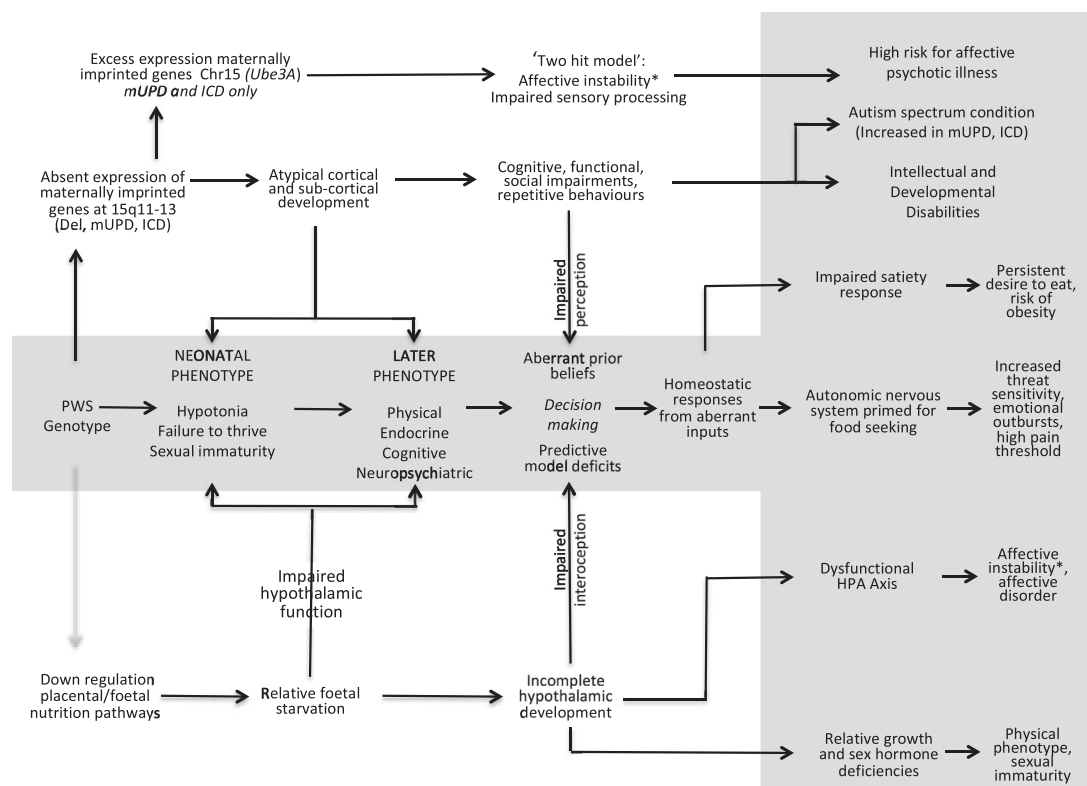 Excess expression maternally
imprinted genes Chr15 (Ube3A)
mUPD and ICD only
'Two hit model':
Affective instability*
Impaired sensory processing
High risk for affective
psychotic illness
Autism spectrum condition
(Increased in mUPD, ICD)
Absent expression of
maternally imprinted
genes at 15q11-13
(Del, mUPD, ICD)
Atypical cortical
and sub-cortical
development
Cognitive, functional,
social impairments,
repetitive behaviours
Intellectual and
Developmental
Disabilities
Impaired
perception
Impaired satiety
response
Persistent
desire to eat,
risk of
obesity
PWS
Genotype
NEONATAL
PHENOTYPE
Hypotonia
Failure to thrive
Sexual immaturity
LATER
PHENOTYPE
Physical
Endocrine
Cognitive
Neuropsychiatric
Aberrant prior
beliefs
Decision
making
Predictive
model deficits
Homeostatic
responses
from aberrant
inputs
Autonomic nervous
system primed for
food seeking
Increased
threat
sensitivity,
emotional
outbursts,
high pain
threshold
Impaired
hypothalamic
function
Impaired
interoception
Dysfunctional
HPA Axis
Affective
instability*,
affective
disorder
Down regulation
placental/foetal
nutrition pathways
Relative foetal
starvation
Incomplete
hypothalamic
development
Relative growth
and sex hormone
deficiencies
Physical
phenotype,
sexual
immaturity